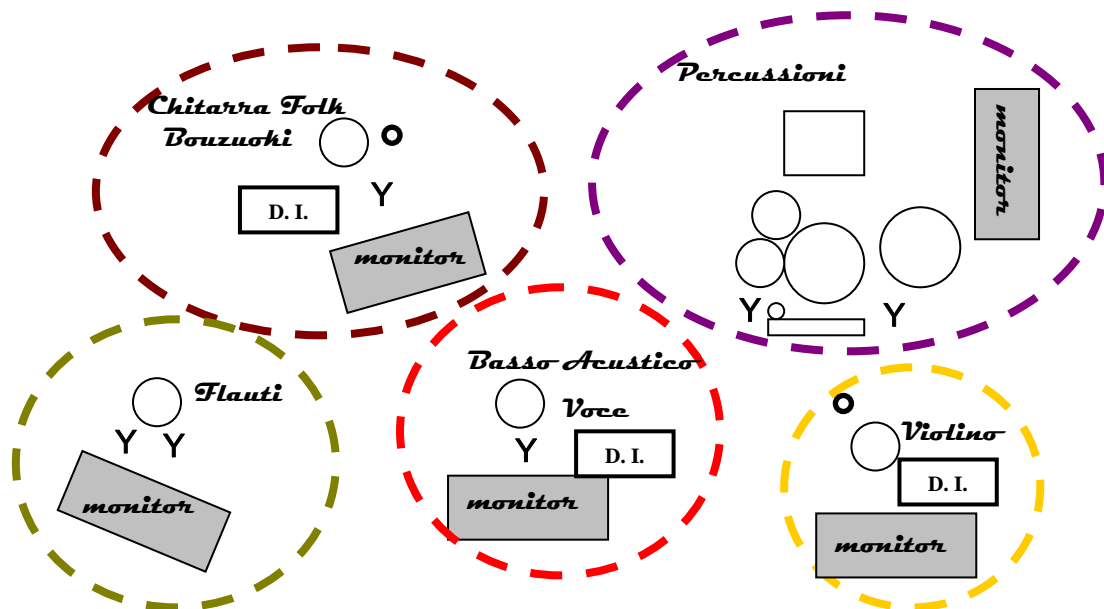 Percussioni
monitor
Chitarra Folk
Bouzuoki
Y
D. I.
monitor
Y
Y
Basso Acustico
Voce
Y
D. I.
monitor
Flauti
Y Y
monitor
Violino
D. I.
monitor